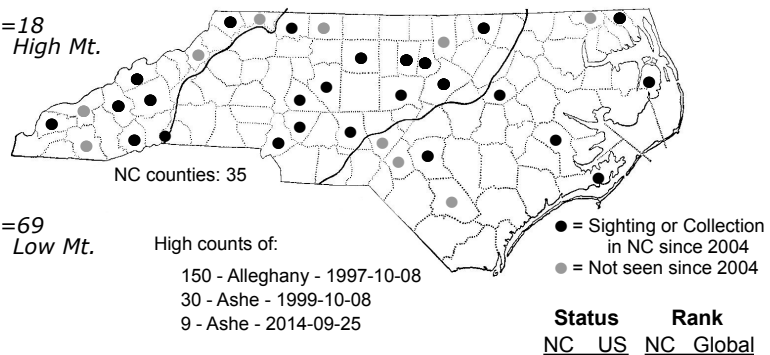 =18
High Mt.
NC counties: 35
=69
Low Mt.
High counts of:
150 - Alleghany - 1997-10-08
30 - Ashe - 1999-10-08
9 - Ashe - 2014-09-25
= Sighting or Collection
in NC since 2004
= Not seen since 2004
Status Rank
NC US NC Global